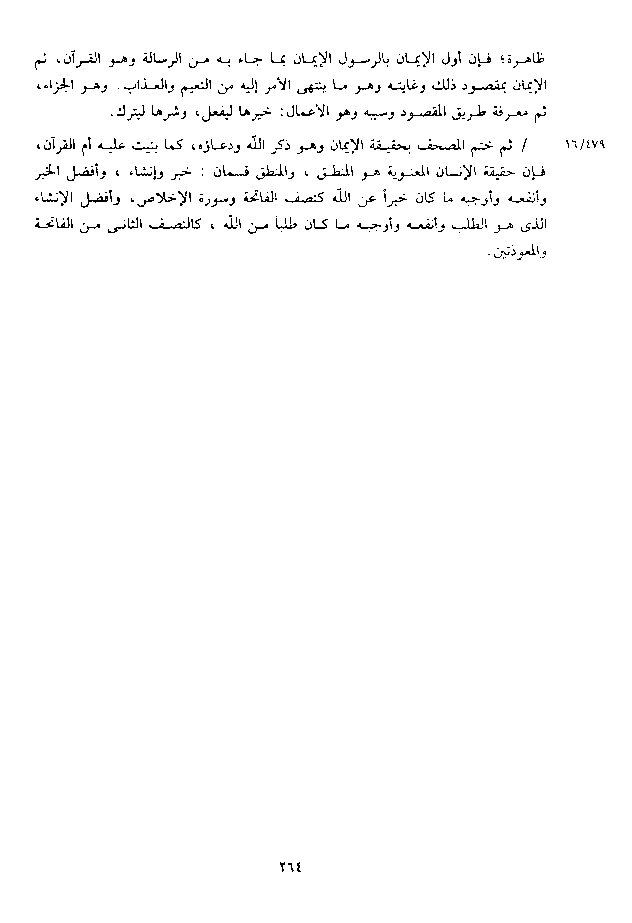 ظاهرة؛ فإن أول الإيمان بالرسول الإيمان بما جاء به من الرسالة وهو القرآن، ثم
الإيمان بمقصود ذلك وغايته وهو ما ينتهى الأمر إليه من النعيم والعذاب. وهو الجزاء،
ثم معرفة طريق المقصود وسببه وهو الأعمال: خيرها ليفعل، وشرها ليترك.
١٦/٤٧٩ / ثم ختم المصحف بحقيقة الإيمان وهو ذكر الله ودعاؤه، كما بنيت عليه أم القرآن،
فإن حقيقة الإنسان المعنوية هو المنطق ، والمنطق قسمان : خبر وإنشاء ، وأفضل الخبر
وأنفعه وأوجبه ما كان خبراً عن الله كنصف الفاتحة وسورة الإخلاص، وأفضل الإنشاء
الذى هو الطلب وأنفعه وأوجبه ما كان طلباً من الله ، كالنصف الثانى من الفاتحة
والمعوذتين.
٢٦٤